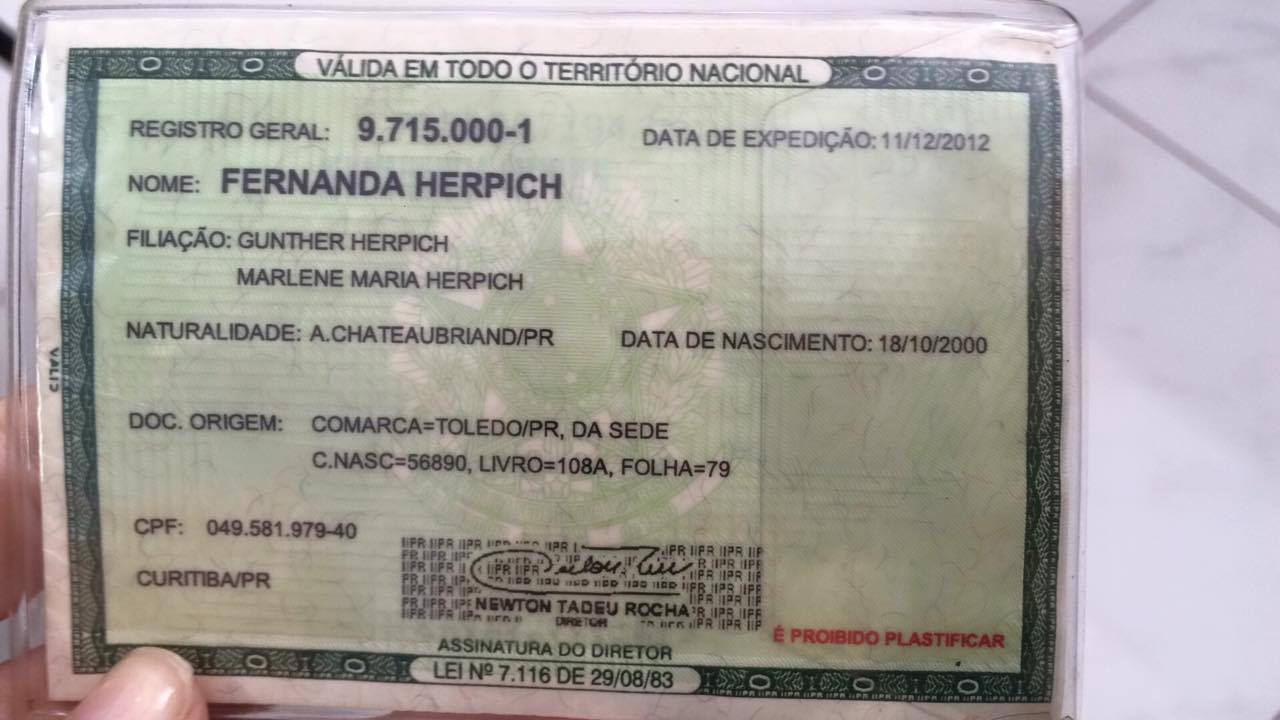 VÁLIDA EM TODO O TERRITÓRIO NACIONAL
REGISTRO GERAL: 9.715.000-1 DATA DE EXPEDIÇÃO: 11/12/2012
NOME: FERNANDA HERPICH
FILIAÇÃO: GUNTHER HERPICH
MARLENE MARIA HERPICH
NATURALIDADE: A.CHATEAUBRIAND/PR DATA DE NASCIMENTO: 18/10/2000
DOC. ORIGEM: COMARCA=TOLEDO/PR, DA SEDE
C.NASC=56890, LIVRO=108A, FOLHA=79
CPF: 049.581.979-40
CURITIBA/PR
NEWTON TADEU ROCHA
DIRETOR
É PROIBIDO PLASTIFICAR
ASSINATURA DO DIRETOR
LEI Nº 7.116 DE 29/08/83